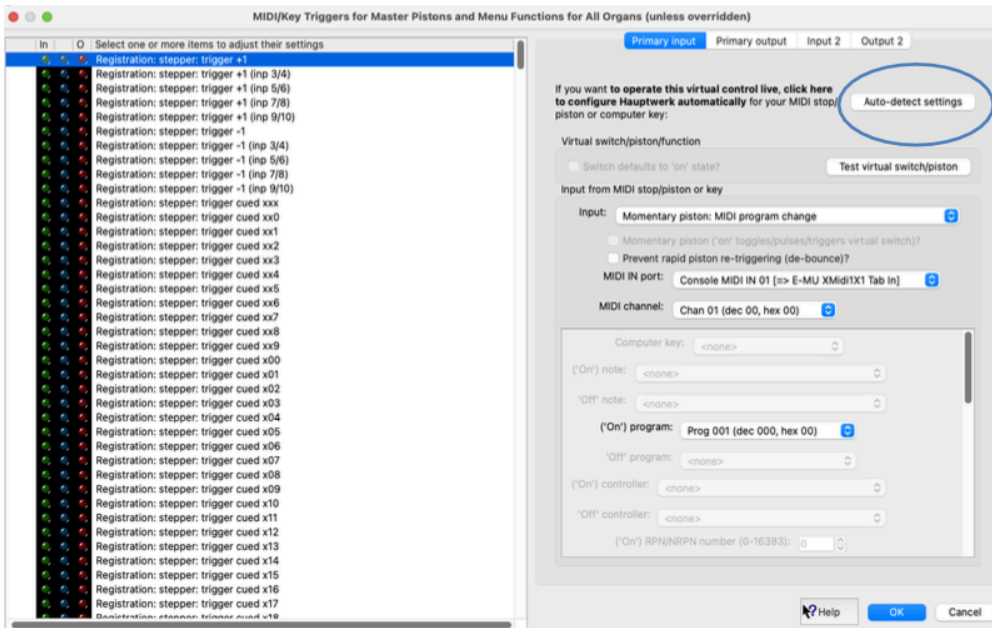 MIDI/Key Triggers for Master Pistons and Menu Functions for All Organs (unless overridden)
In O Select one or more items to adjust their settings
Registration: stepper: trigger +1
Registration: stepper: trigger +1 (inp 3/4)
Registration: stepper: trigger +1 (inp 5/6)
Registration: stepper: trigger +1 (inp 7/8)
Registration: stepper: trigger +1 (inp 9/10)
Registration: stepper: trigger -1
Registration: stepper: trigger -1 (inp 3/4)
Registration: stepper: trigger -1 (inp 5/6)
Registration: stepper: trigger -1 (inp 7/8)
Registration: stepper: trigger -1 (inp 9/10)
Registration: stepper: trigger cued xxx
Registration: stepper: trigger cued xx0
Registration: stepper: trigger cued xx1
Registration: stepper: trigger cued xx2
Registration: stepper: trigger cued xx3
Registration: stepper: trigger cued xx4
Registration: stepper: trigger cued xx5
Registration: stepper: trigger cued xx6
Registration: stepper: trigger cued xx7
Registration: stepper: trigger cued xx8
Registration: stepper: trigger cued xx9
Registration: stepper: trigger cued x00
Registration: stepper: trigger cued x01
Registration: stepper: trigger cued x02
Registration: stepper: trigger cued x03
Registration: stepper: trigger cued x04
Registration: stepper: trigger cued x05
Registration: stepper: trigger cued x06
Registration: stepper: trigger cued x07
Registration: stepper: trigger cued x08
Registration: stepper: trigger cued x09
Registration: stepper: trigger cued x10
Registration: stepper: trigger cued x11
Registration: stepper: trigger cued x12
Registration: stepper: trigger cued x13
Registration: stepper: trigger cued x14
Registration: stepper: trigger cued x15
Registration: stepper: trigger cued x16
Registration: stepper: trigger cued x17
Registration: stepper: trigger cued x18
Primary input Primary output Input 2 Output 2
If you want to operate this virtual control live, click here
to configure Hauptwerk automatically for your MIDI stop/
piston or computer key:
Auto-detect settings
Virtual switch/piston/function
Switch defaults to 'on' state? Test virtual switch/piston
Input from MIDI stop/piston or key
Input: Momentary piston: MIDI program change
Momentary piston ('on' toggles/pulses/triggers virtual switch)?
Prevent rapid piston re-triggering (de-bounce)?
MIDI IN port: Console MIDI IN 01 [=> E-MU XMidi1X1 Tab In]
MIDI channel: Chan 01 (dec 00, hex 00)
Computer key: <none>
('On') note: <none>
'Off' note: <none>
('On') program: Prog 001 (dec 000, hex 00)
'Off' program: <none>
('On') controller: <none>
'Off' controller: <none>
('On') RPN/NRPN number (0-16383): 0
Help OK Cancel